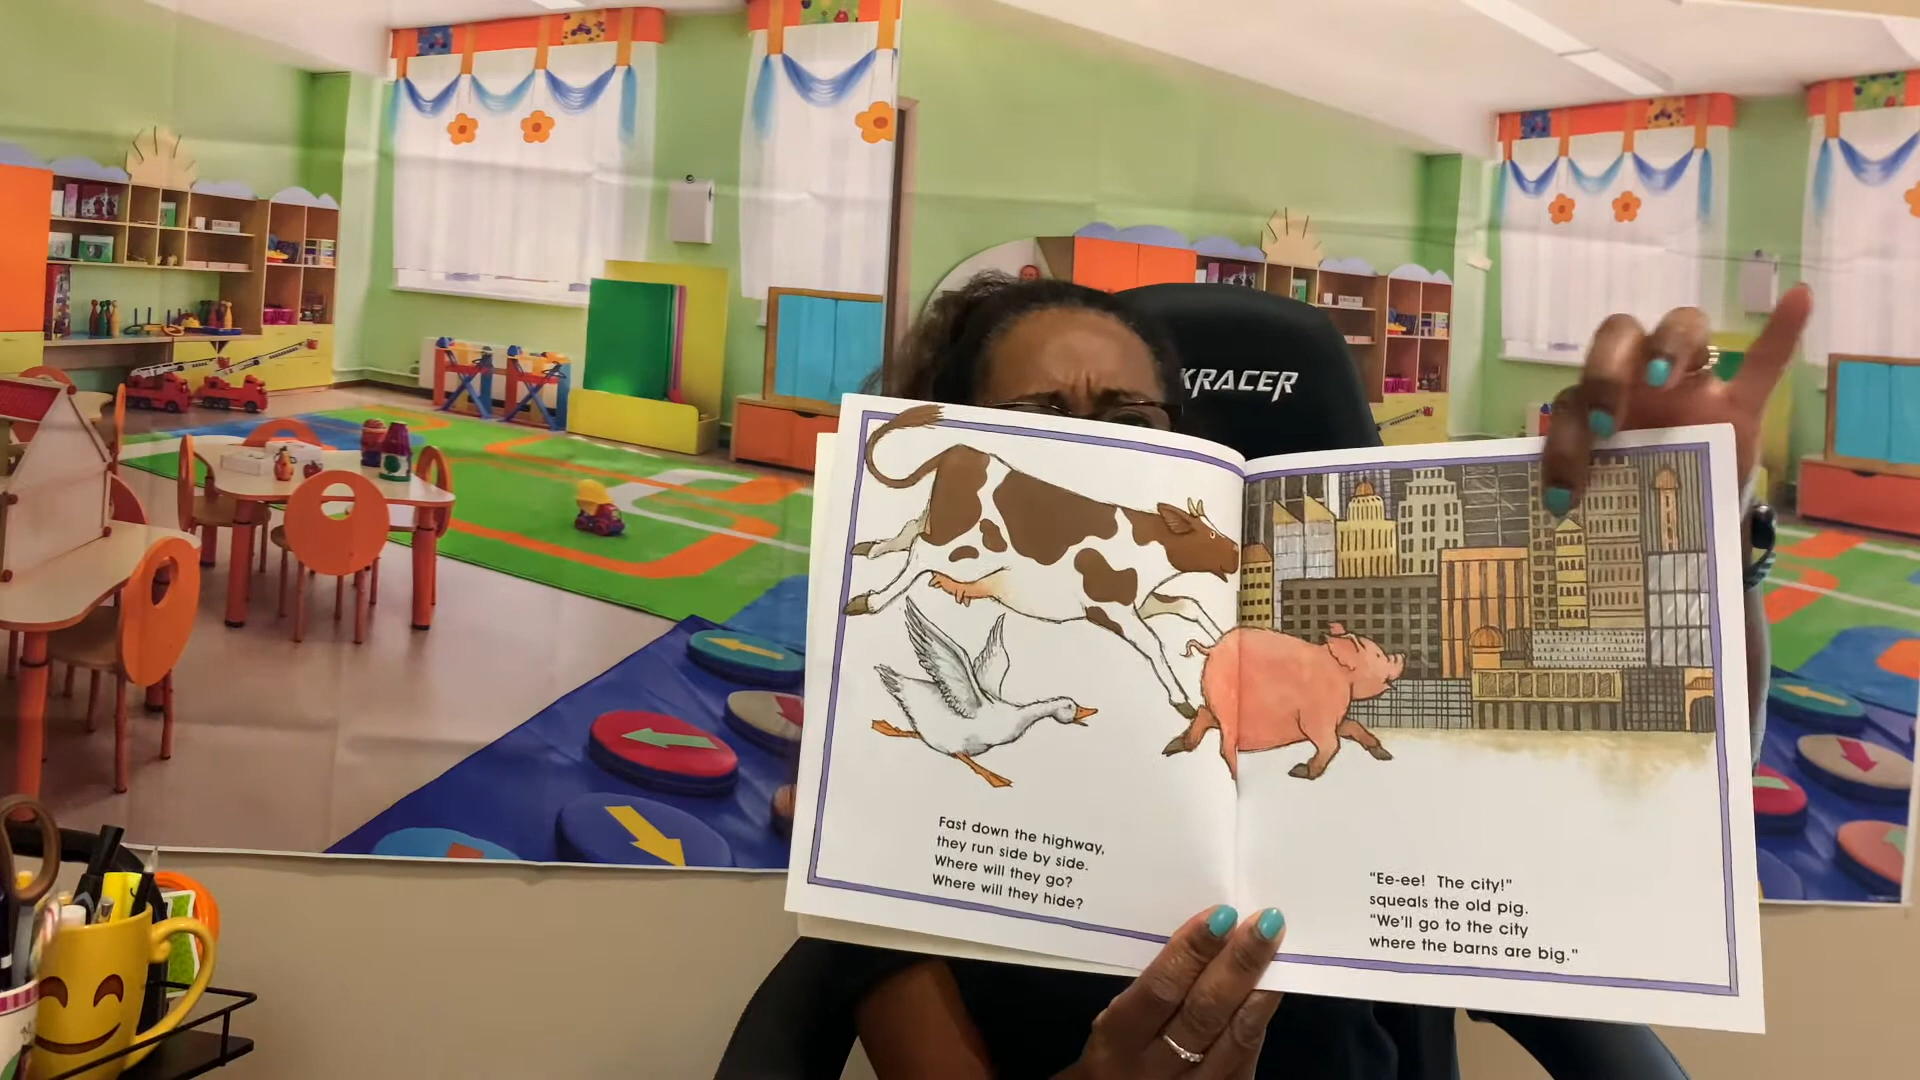 KRACER
Fast down the highway,
they run side by side.
Where will they go?
Where will they hide?
"Ee-ee! The city!"
squeals the old pig.
"We'll go to the city
where the barns are big."